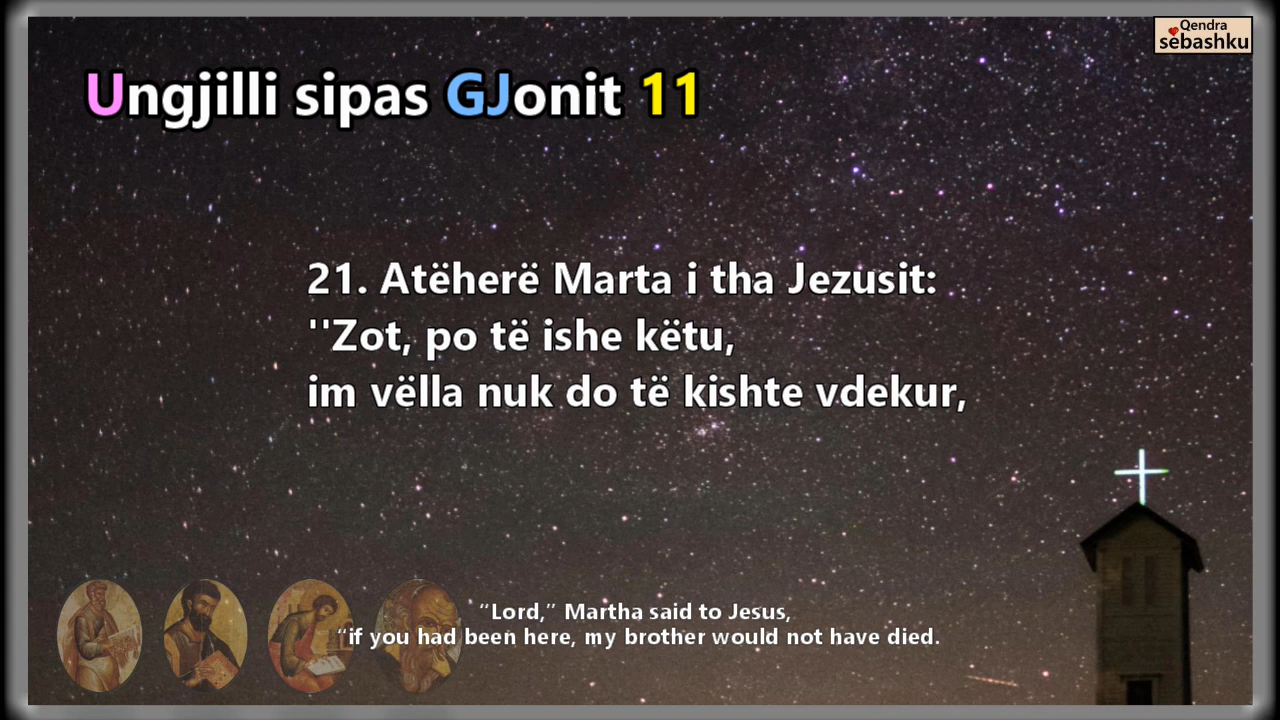 Qendra
sebashku
Ungjilli sipas GJonit 11
21. Atëherë Marta i tha Jezusit:
''Zot, po të ishe këtu,
im vëlla nuk do të kishte vdekur,
“Lord,” Martha said to Jesus,
“if you had been here, my brother would not have died.